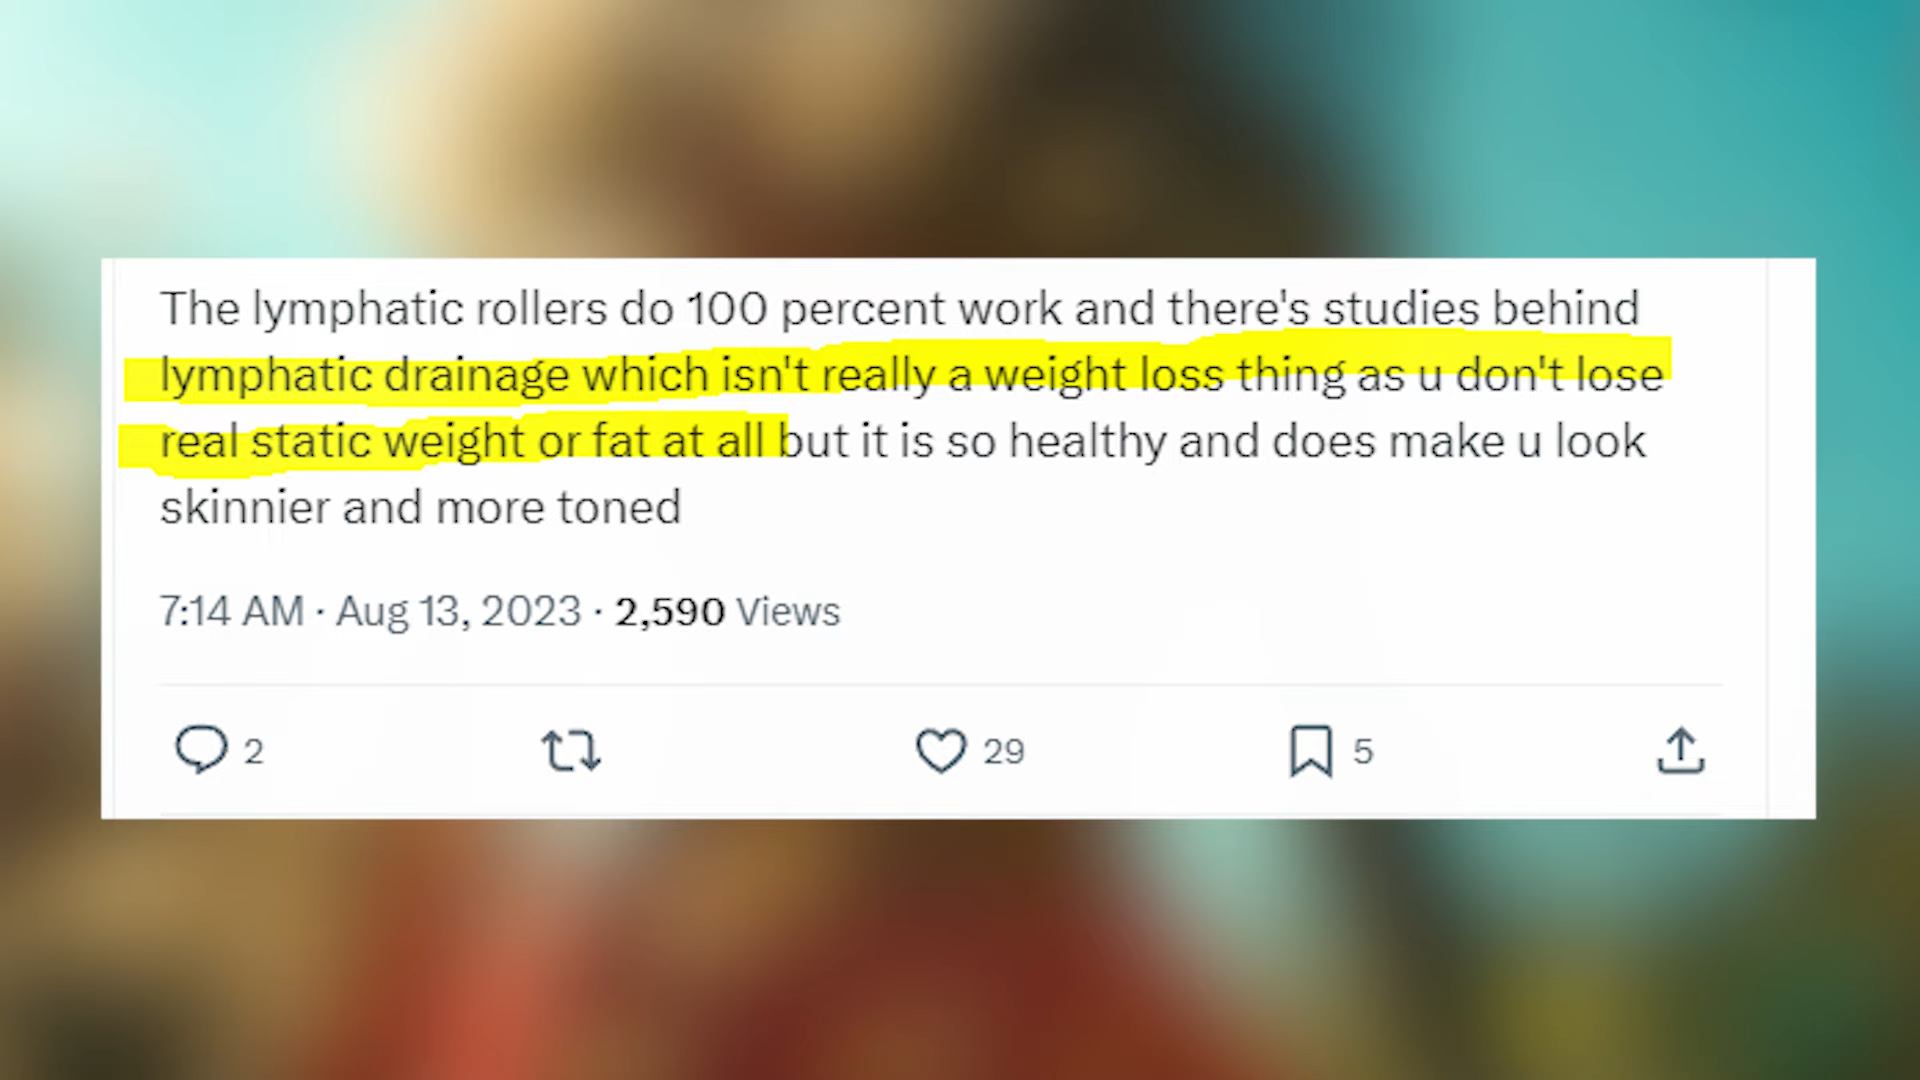 The lymphatic rollers do 100 percent work and there's studies behind
lymphatic drainage which isn't really a weight loss thing as u don't lose
real static weight or fat at all but it is so healthy and does make u look
skinnier and more toned
7:14 AM · Aug 13, 2023 · 2,590 Views
2 29 5